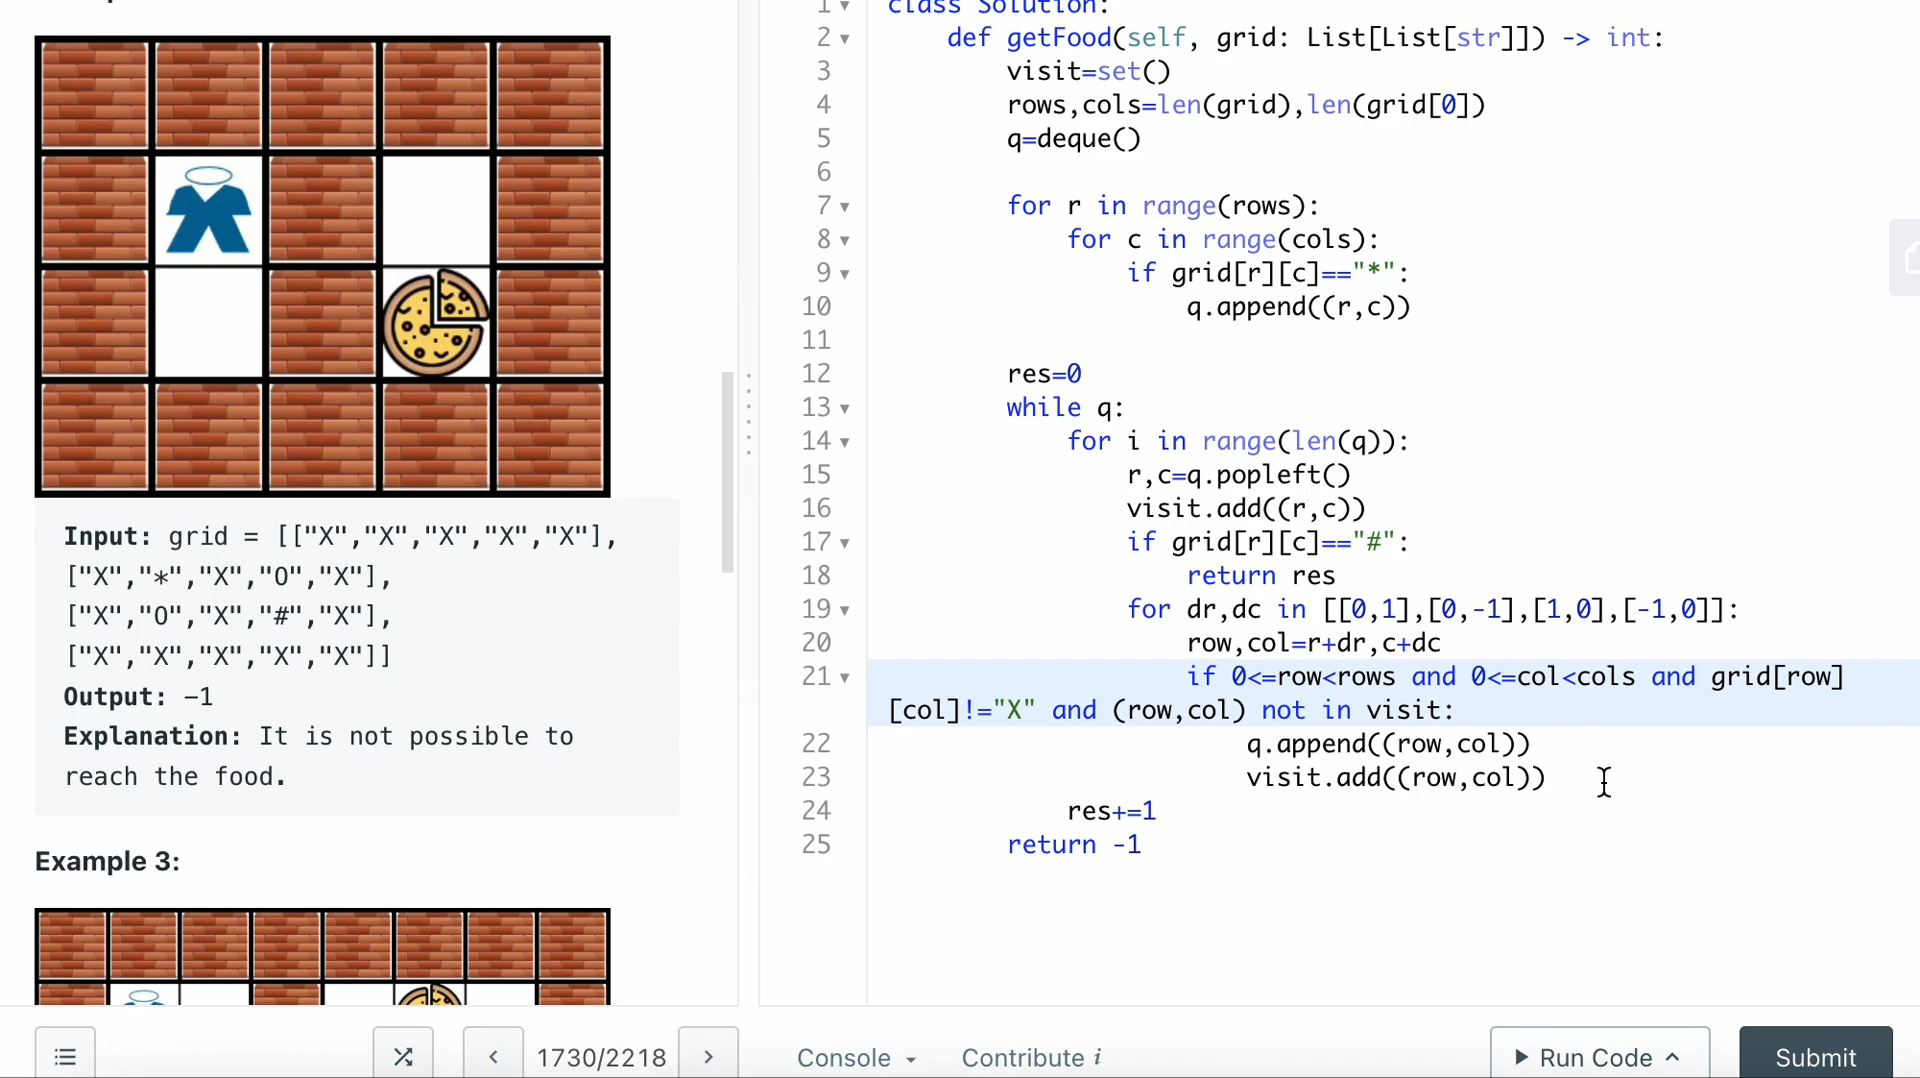 Input: grid = [["X","X","X","X","X"],
["X","*","X","O","X"],
["X","O","X","#","X"],
["X","X","X","X","X"]]
Output: -1
Explanation: It is not possible to
reach the food.
Example 3:
1730/2218
1 class Solution:
2 def getFood(self, grid: List[List[str]]) -> int:
3 visit=set()
4 rows,cols=len(grid),len(grid[0])
5 q=deque()
6
7 for r in range(rows):
8 for c in range(cols):
9 if grid[r][c]=="*":
10 q.append((r,c))
11
12 res=0
13 while q:
14 for i in range(len(q)):
15 r,c=q.popleft()
16 visit.add((r,c))
17 if grid[r][c]=="#":
18 return res
19 for dr,dc in [[0,1],[0,-1],[1,0],[-1,0]]:
20 row,col=r+dr,c+dc
21 if 0<=row<rows and 0<=col<cols and grid[row]
[col]!="X" and (row,col) not in visit:
22 q.append((row,col))
23 visit.add((row,col))
24 res+=1
25 return -1
Console
Contribute i
Run Code
Submit